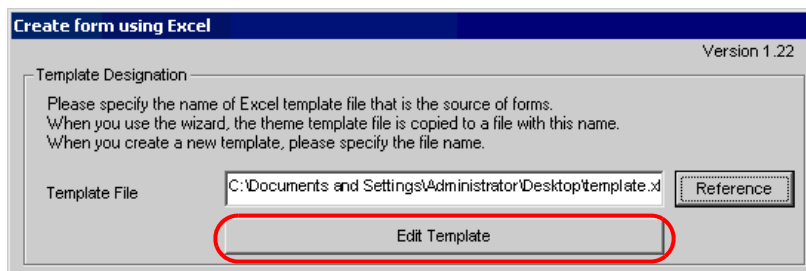 Create form using Excel
Version 1.22
Template Designation
Please specify the name of Excel template file that is the source of forms.
When you use the wizard, the theme template file is copied to a file with this name.
When you create a new template, please specify the file name.
Template File
C:\Documents and Settings\Administrator\Desktop\template.xl
Reference
Edit Template